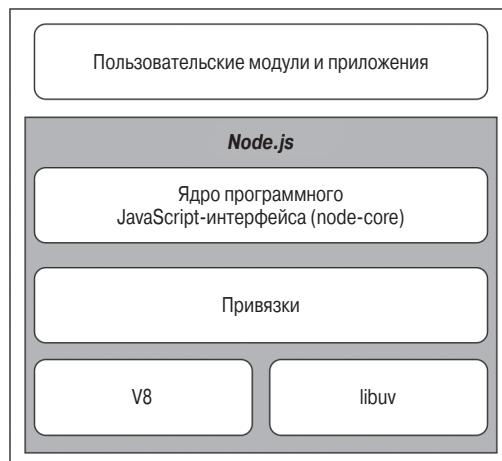 Пользовательские модули и приложения
Node.js
Ядро программного
JavaScript-интерфейса (node-core)
Привязки
V8
libuv